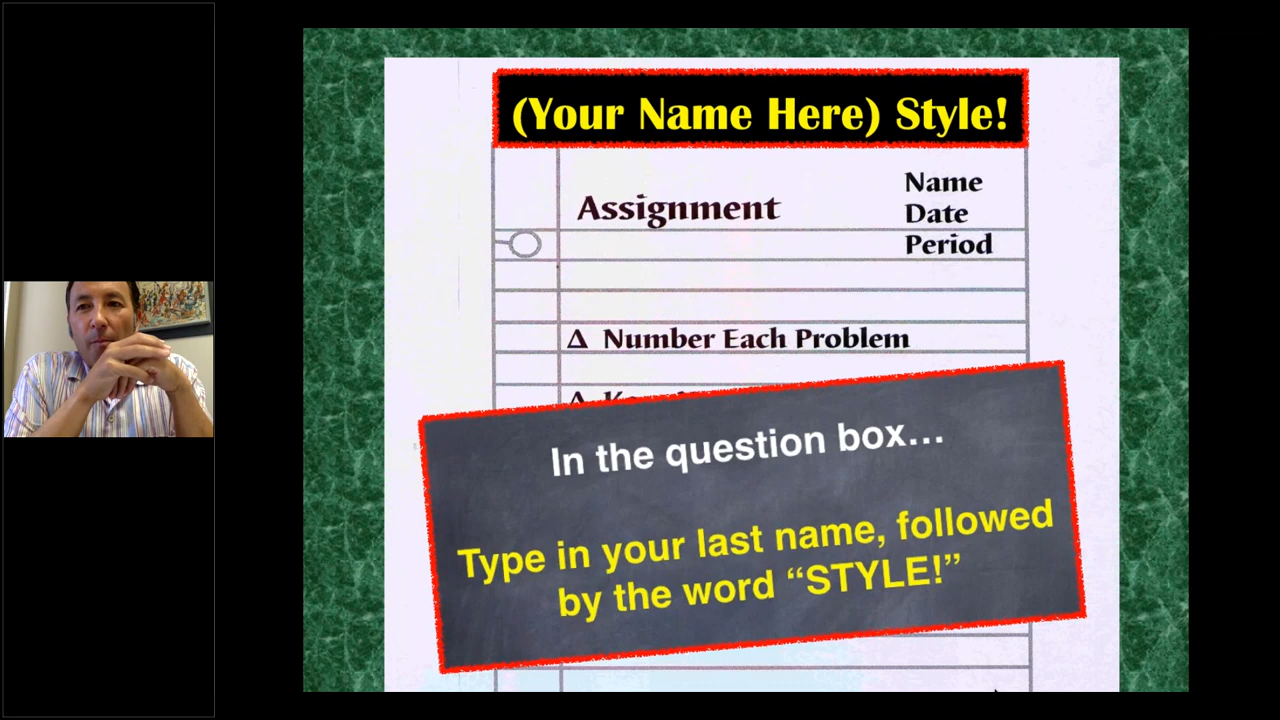 (Your Name Here) Style!
Name
Assignment
Date
Period
Δ Number Each Problem
Δ
In the question box...
Type in your last name, followed
by the word “STYLE!”